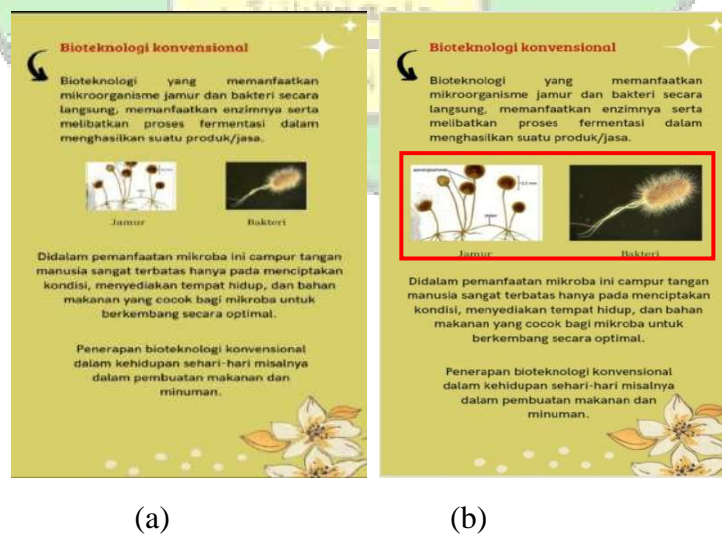 Bioteknologi konvensional
Bioteknologi yang memanfaatkan
mikroorganisme jamur dan bakteri secara
langsung, memanfaatkan enzimnya serta
melibatkan proses fermentasi dalam
menghasilkan suatu produk/jasa.
Jamur
Bakteri
Didalam pemanfaatan mikroba ini campur tangan
manusia sangat terbatas hanya pada menciptakan
kondisi, menyediakan tempat hidup, dan bahan
makanan yang cocok bagi mikroba untuk
berkembang secara optimal.
Penerapan bioteknologi konvensional
dalam kehidupan sehari-hari misalnya
dalam pembuatan makanan dan
minuman.
(a)
Bioteknologi konvensional
Bioteknologi yang memanfaatkan
mikroorganisme jamur dan bakteri secara
langsung, memanfaatkan enzimnya serta
melibatkan proses fermentasi dalam
menghasilkan suatu produk/jasa.
Jamur
Bakteri
Didalam pemanfaatan mikroba ini campur tangan
manusia sangat terbatas hanya pada menciptakan
kondisi, menyediakan tempat hidup, dan bahan
makanan yang cocok bagi mikroba untuk
berkembang secara optimal.
Penerapan bioteknologi konvensional
dalam kehidupan sehari-hari misalnya
dalam pembuatan makanan dan
minuman.
(b)